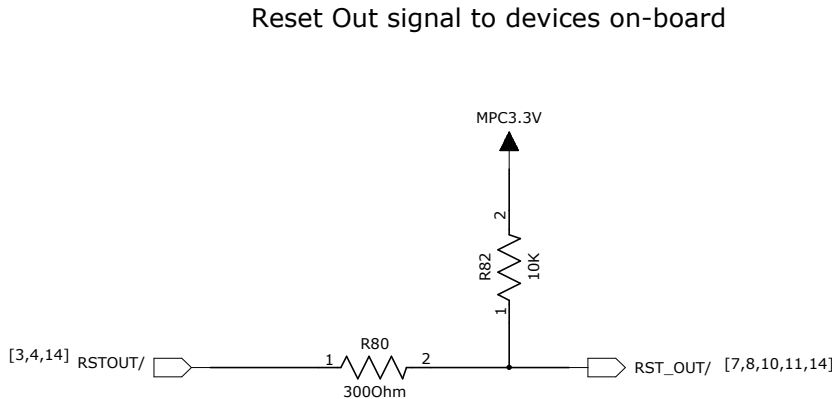 Reset Out signal to devices on-board
MPC3.3V
2
R82
10K
1
[3,4,14] RSTOUT/
1
R80
2
300Ohm
RST_OUT/ [7,8,10,11,14]